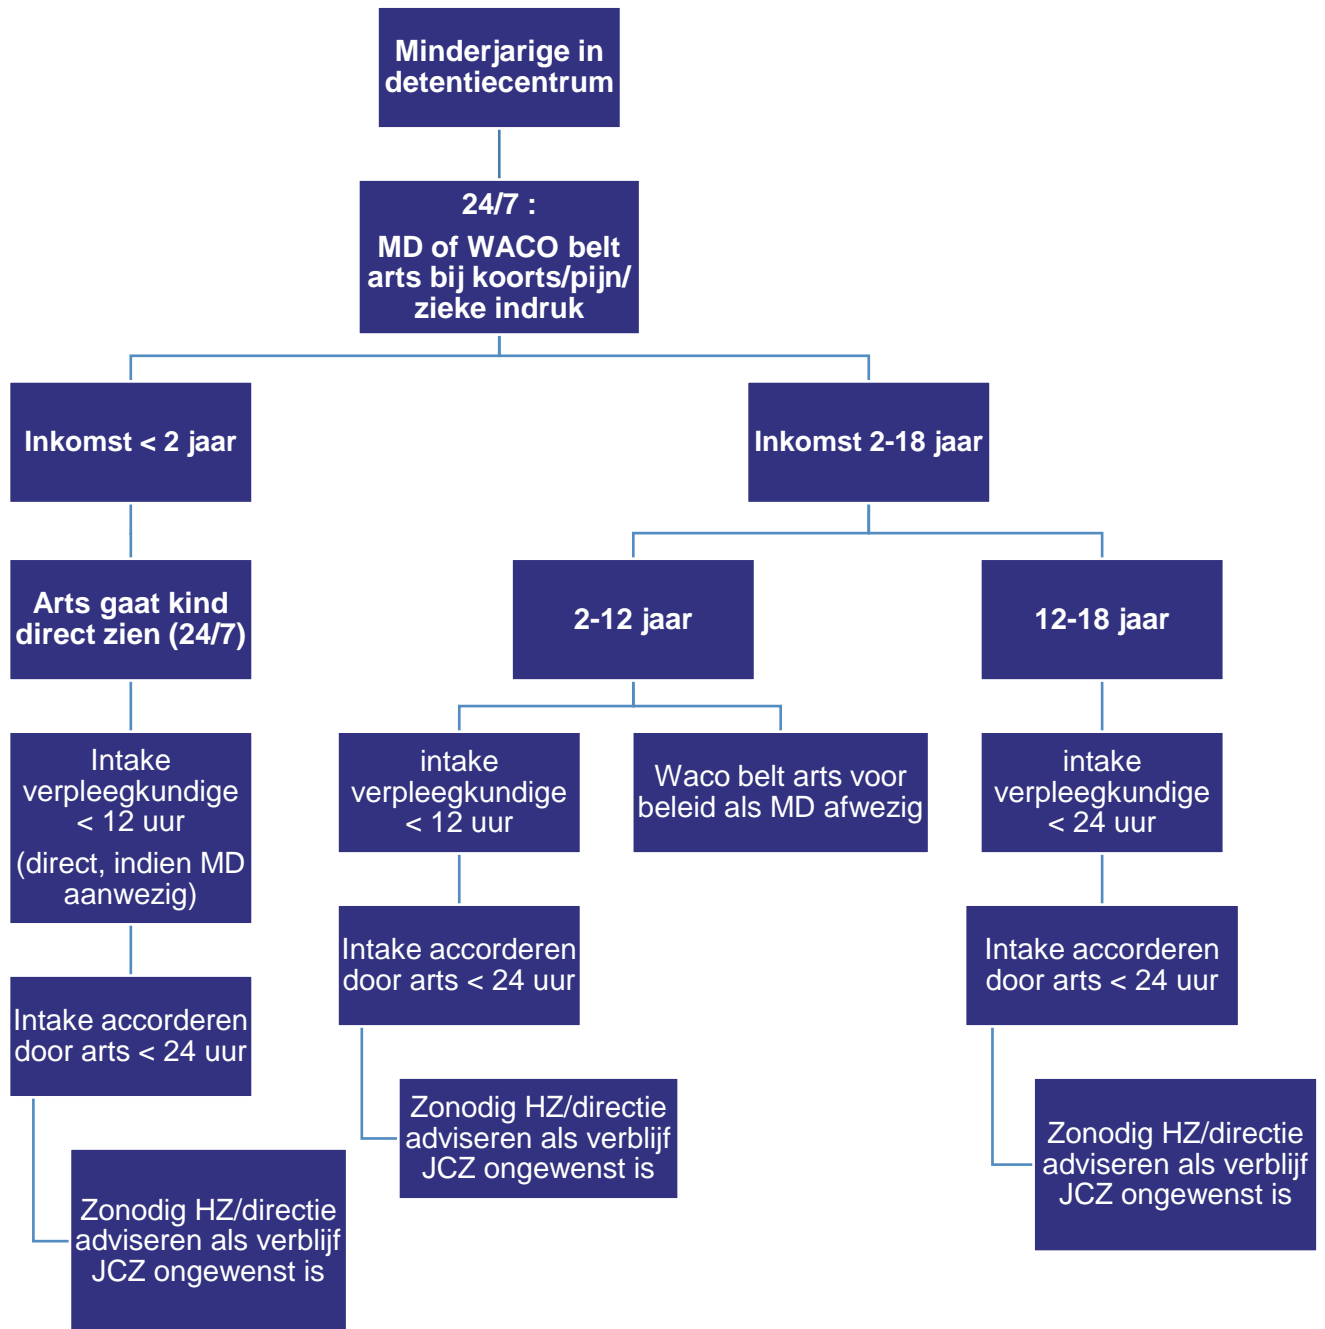 Minderjarige in
detentiecentrum
24/7 :
MD of WACO belt
arts bij koorts/pijn/
zieke indruk
Inkomst < 2 jaar
Inkomst 2-18 jaar
Arts gaat kind
direct zien (24/7)
2-12 jaar
12-18 jaar
Intake
verpleegkundige
< 12 uur
(direct, indien MD
aanwezig)
intake
verpleegkundige
< 12 uur
Waco belt arts voor
beleid als MD afwezig
intake
verpleegkundige
< 24 uur
Intake accorderen
door arts < 24 uur
Intake accorderen
door arts < 24 uur
Intake accorderen
door arts < 24 uur
Zonodig HZ/directie
adviseren als verblijf
JCZ ongewenst is
Zonodig HZ/directie
adviseren als verblijf
JCZ ongewenst is
Zonodig HZ/directie
adviseren als verblijf
JCZ ongewenst is